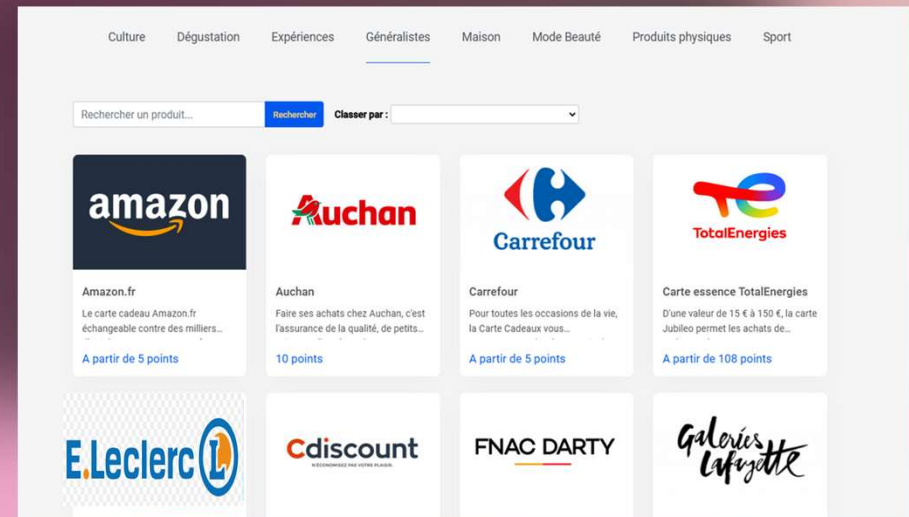 Culture Dégustation Expériences Généralistes Maison Mode Beauté Produits physiques Sport
Rechercher un produit... Rechercher Classer par :
amazon
Auchan
Carrefour
TotalEnergies
Amazon.fr
Le carte cadeau Amazon.fr
échangeable contre des milliers...
A partir de 5 points
Auchan
Faire ses achats chez Auchan, c'est
l'assurance de la qualité, de petits...
10 points
Carrefour
Pour toutes les occasions de la vie,
la Carte Cadeaux vous...
A partir de 5 points
Carte essence TotalEnergies
D'une valeur de 15 € à 150 €, la carte
Jubileo permet les achats de...
A partir de 108 points
E.Leclerc L
Cdiscount
N'ÉCONOMISEZ PAS VOTRE PLAISIR.
FNAC DARTY
Galeries
Lafayette